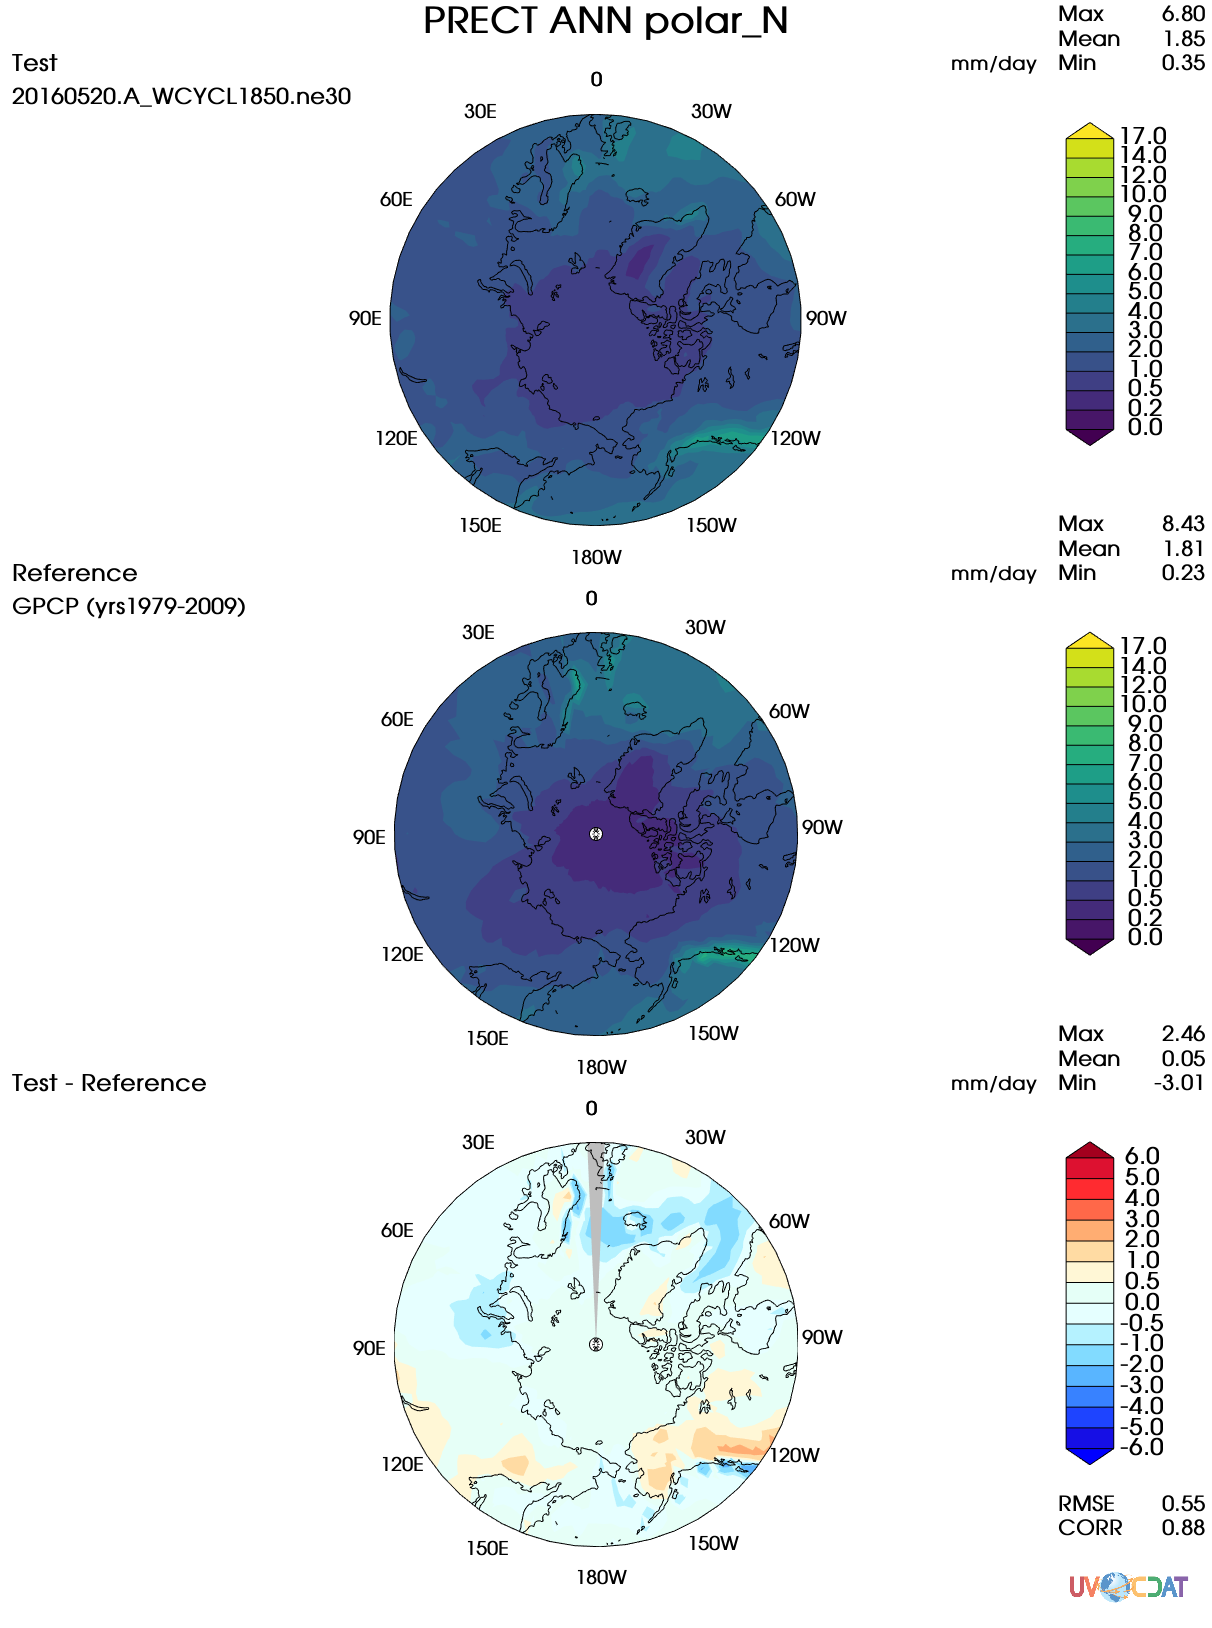 PRECT ANN polar_N
Max 6.80
Mean 1.85
mm/day Min 0.35
Test
20160520.A_WCYCL1850.ne30
0
30E 30W
60E 60W
90E 90W
120E 120W
150E 150W
180W
17.0
14.0
12.0
10.0
9.0
8.0
7.0
6.0
5.0
4.0
3.0
2.0
1.0
0.5
0.2
0.0
Max 8.43
Mean 1.81
mm/day Min 0.23
Reference
GPCP (yrs1979-2009)
0
30E 30W
60E 60W
90E 90W
120E 120W
150E 150W
180W
17.0
14.0
12.0
10.0
9.0
8.0
7.0
6.0
5.0
4.0
3.0
2.0
1.0
0.5
0.2
0.0
Max 2.46
Mean 0.05
mm/day Min -3.01
Test - Reference
0
30E 30W
60E 60W
90E 90W
120E 120W
150E 150W
180W
6.0
5.0
4.0
3.0
2.0
1.0
0.5
0.0
-0.5
-1.0
-2.0
-3.0
-4.0
-5.0
-6.0
RMSE 0.55
CORR 0.88
UV CDAT